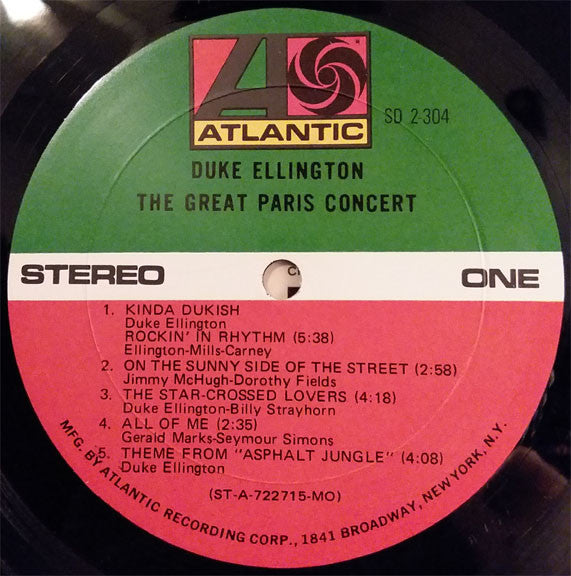 ATLANTIC
SD 2-304
DUKE ELLINGTON
THE GREAT PARIS CONCERT
STEREO
ONE
1. KINDA DUKISH
Duke Ellington
ROCKIN' IN RHYTHM (5:38)
Ellington-Mills-Carney
2. ON THE SUNNY SIDE OF THE STREET (2:58)
Jimmy McHugh-Dorothy Fields
3. THE STAR-CROSSED LOVERS (4:18)
Duke Ellington-Billy Strayhorn
4. ALL OF ME (2:35)
Gerald Marks-Seymour Simons
5. THEME FROM "ASPHALT JUNGLE" (4:08)
Duke Ellington
(ST-A-722715-MO)
MFG. BY ATLANTIC RECORDING CORP., 1841 BROADWAY, NEW YORK, N.Y.